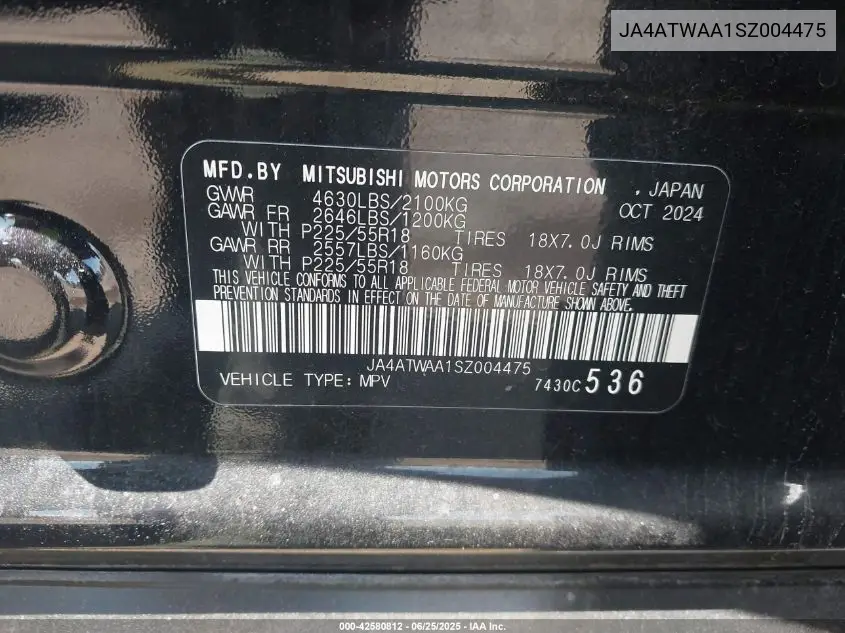 JA4ATWAA1SZ004475
MFD.BY MITSUBISHI MOTORS CORPORATION , JAPAN
GVWR 4630LBS/2100KG OCT 2024
GAWR FR 2646LBS/1200KG
WITH P225/55R18 TIRES 18X7.0J RIMS
GAWR RR 2557LBS/1160KG
WITH P225/55R18 TIRES 18X7.0J RIMS
THIS VEHICLE CONFORMS TO ALL APPLICABLE FEDERAL MOTOR VEHICLE SAFETY AND THEFT
PREVENTION STANDARDS IN EFFECT ON THE DATE OF MANUFACTURE SHOWN ABOVE.
JA4ATWAA1SZ004475
VEHICLE TYPE: MPV 7430C536
000-42580812 - 06/25/2025 - IAA Inc.